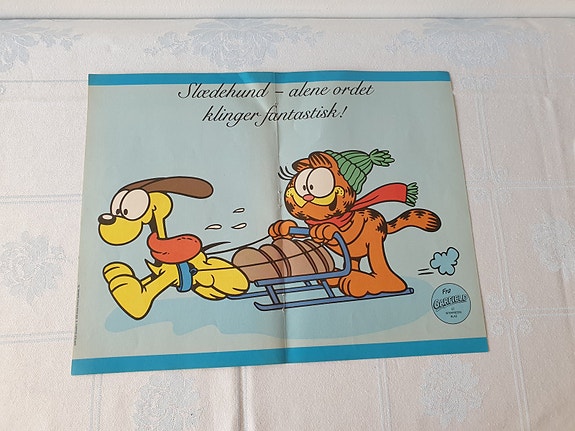 Slædehund – alene ordet
klinger fantastisk!
Fra
GARFIELD